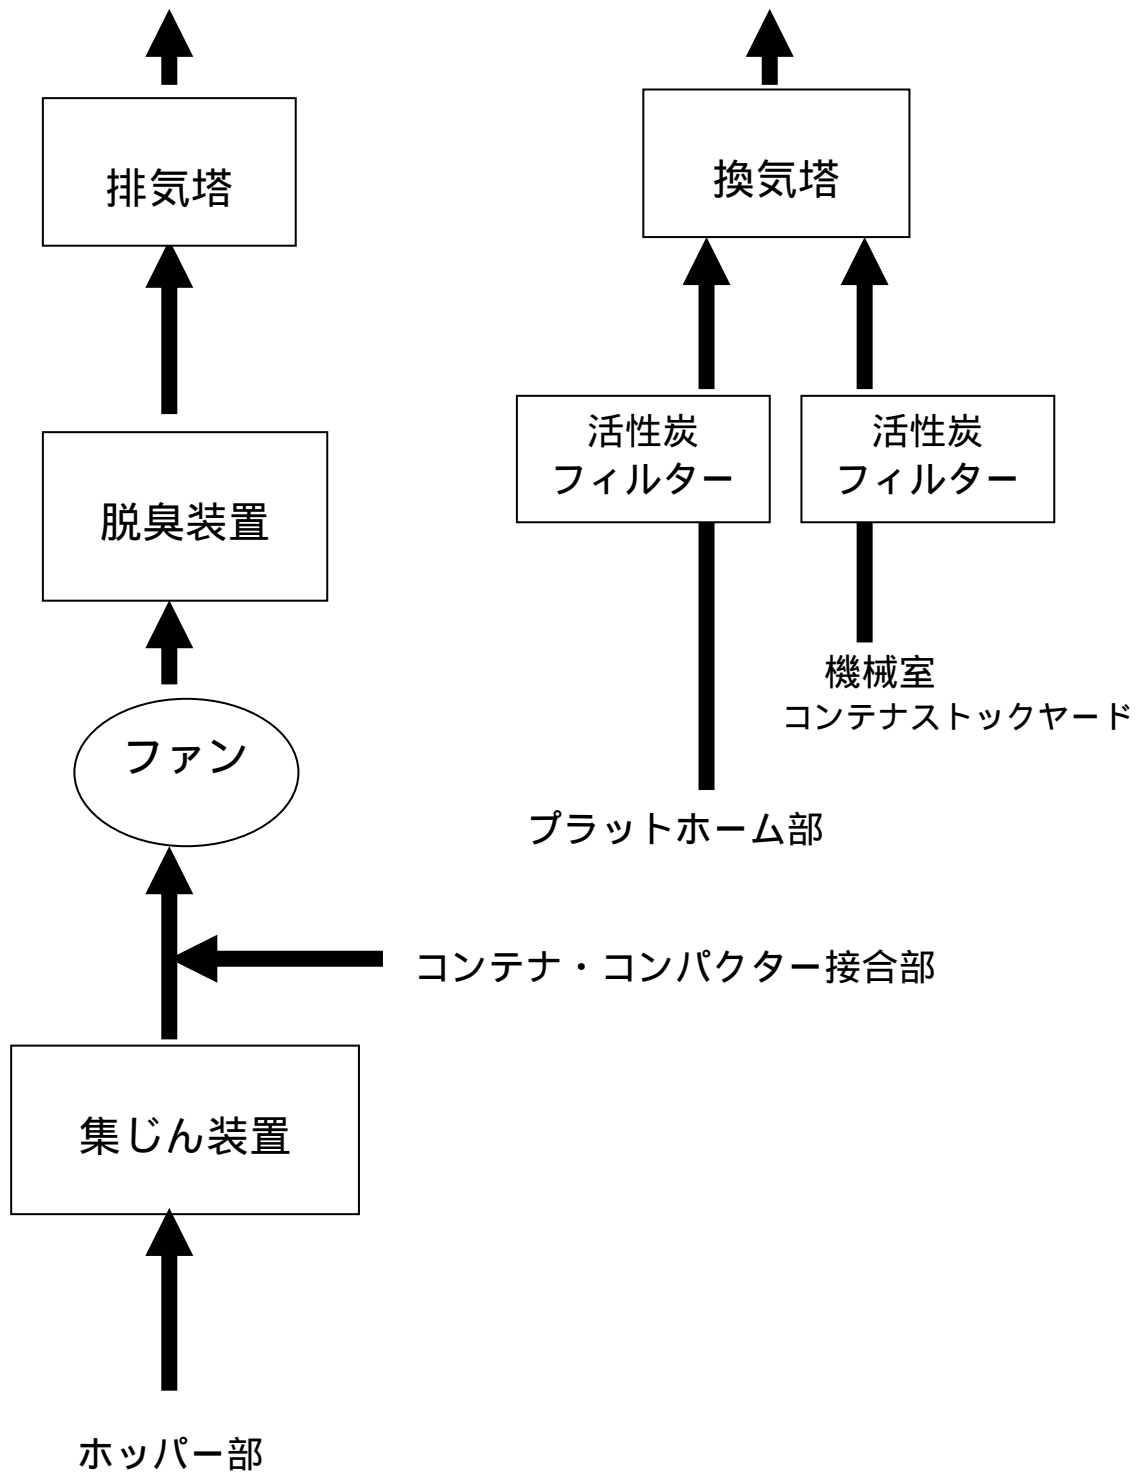 排気塔
換気塔
活性炭
フィルター
活性炭
フィルター
脱臭装置
機械室
コンテナストックヤード
ファン
プラットホーム部
コンテナ・コンパクター接合部
集じん装置
ホッパー部